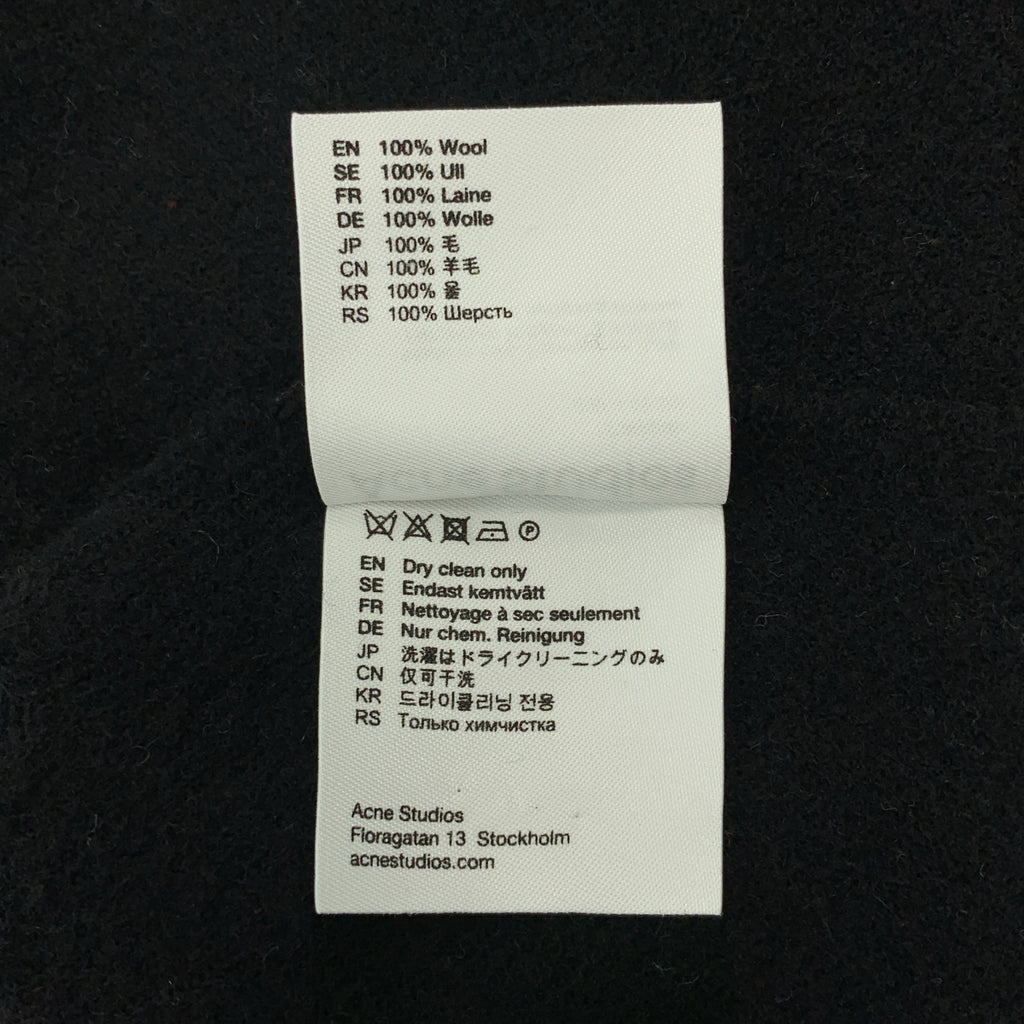 EN 100% Wool
SE 100% Ull
FR 100% Laine
DE 100% Wolle
JP 100% 毛
CN 100% 羊毛
KR 100% 울
RS 100% Шерсть
P
EN Dry clean only
SE Endast kemtvätt
FR Nettoyage à sec seulement
DE Nur chem. Reinigung
JP 洗濯はドライクリーニングのみ
CN 仅可干洗
KR 드라이클리닝 전용
RS Только химчистка
Acne Studios
Floragatan 13 Stockholm
acnestudios.com